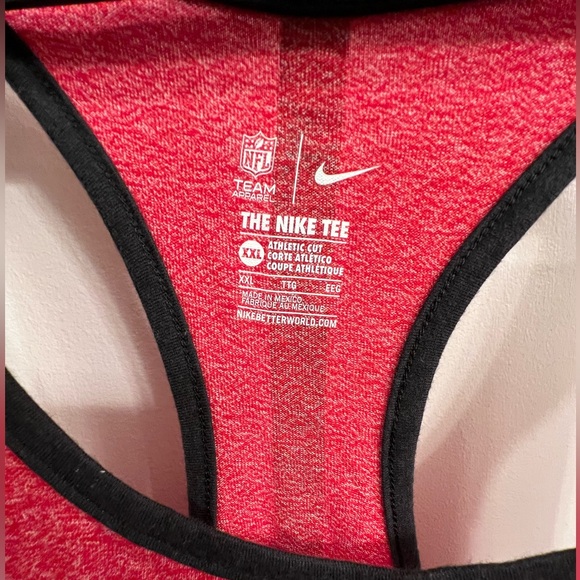 NFL
TEAM
APPAREL
THE NIKE TEE
XXL
ATHLETIC CUT
CORTE ATLÉTICO
COUPE ATHLÉTIQUE
XXL TTG EEG
MADE IN MEXICO
FABRIQUÉ AU MEXIQUE
NIKEBETTERWORLD.COM